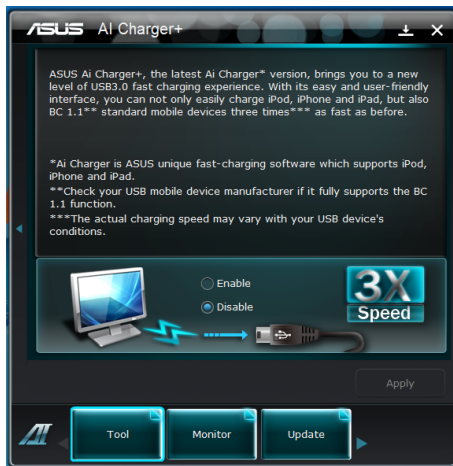 ASUS AI Charger+
ASUS Ai Charger+, the latest Ai Charger* version, brings you to a new
level of USB3.0 fast charging experience. With its easy and user-friendly
interface, you can not only easily charge iPod, iPhone and iPad, but also
BC 1.1** standard mobile devices three times*** as fast as before.
*Ai Charger is ASUS unique fast-charging software which supports iPod,
iPhone and iPad.
**Check your USB mobile device manufacturer if it fully supports the BC
1.1 function.
***The actual charging speed may vary with your USB device's
conditions.
Enable
Disable
3X
Speed
Apply
AI
Tool
Monitor
Update